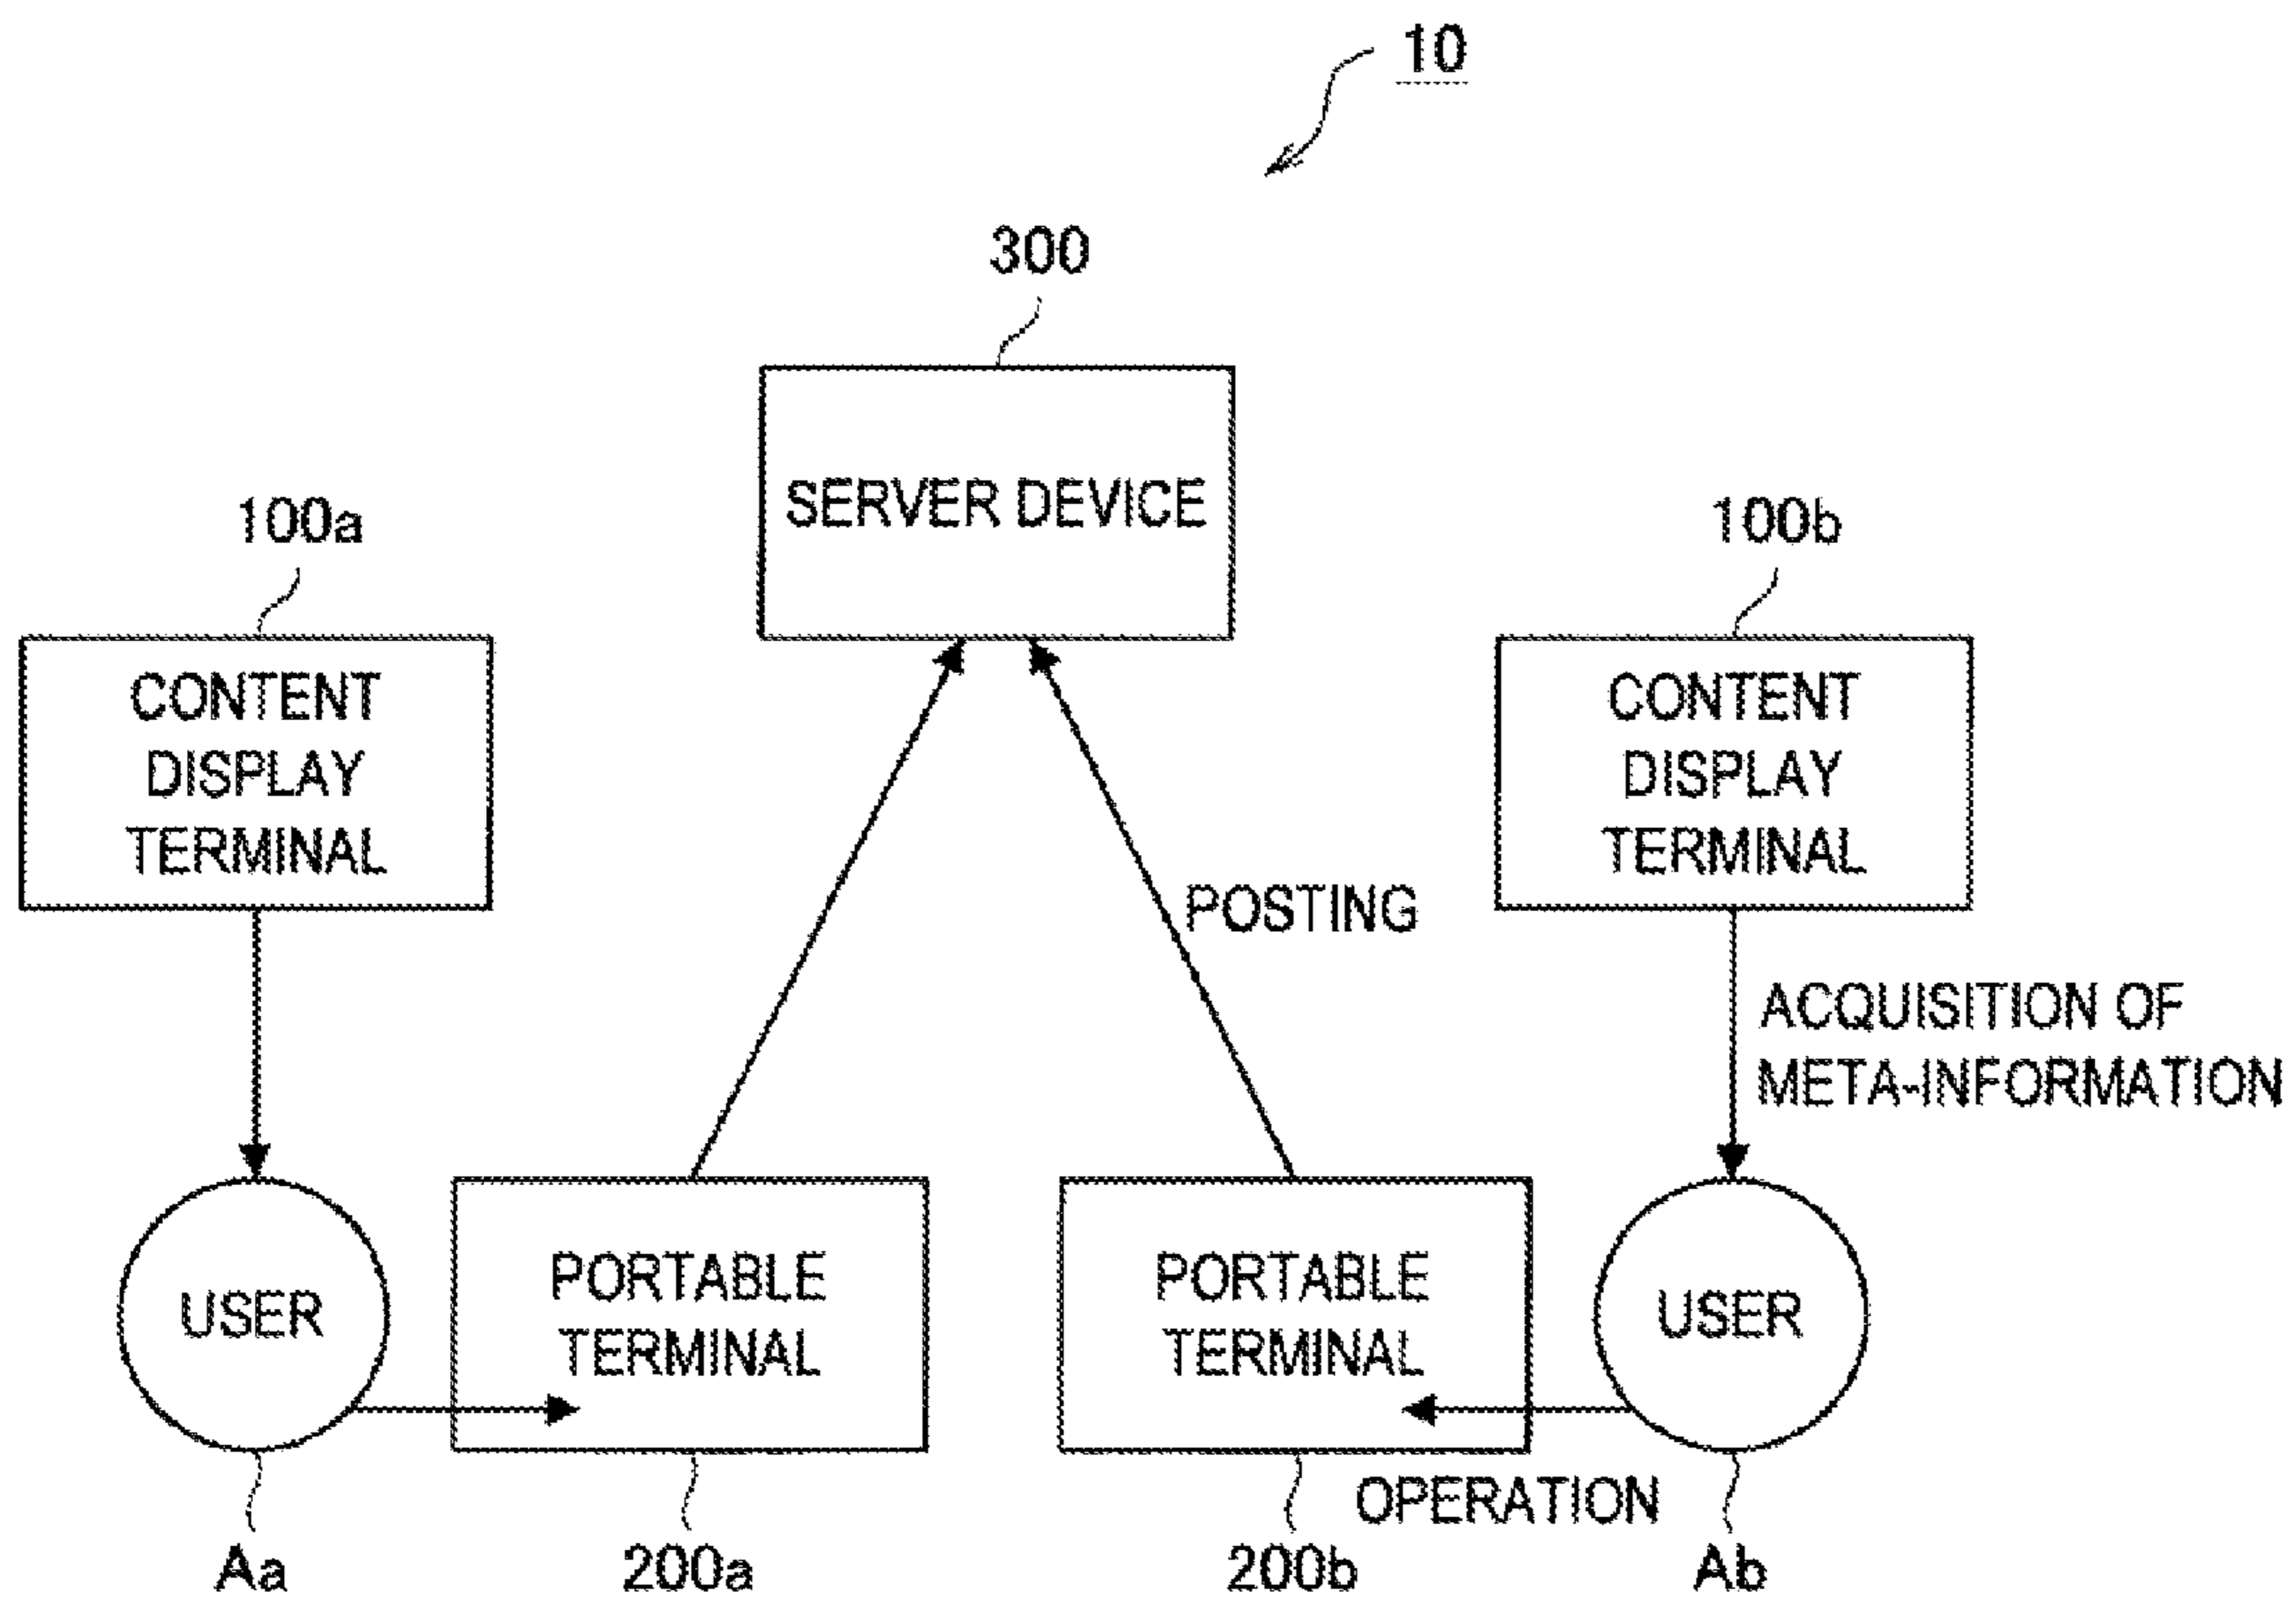 10
300
SERVER DEVICE
100a
100b
CONTENT
DISPLAY
TERMINAL
CONTENT
DISPLAY
TERMINAL
POSTING
ACQUISITION OF
META-INFORMATION
USER
PORTABLE
TERMINAL
PORTABLE
TERMINAL
USER
OPERATION
Aa
200a
200b
Ab